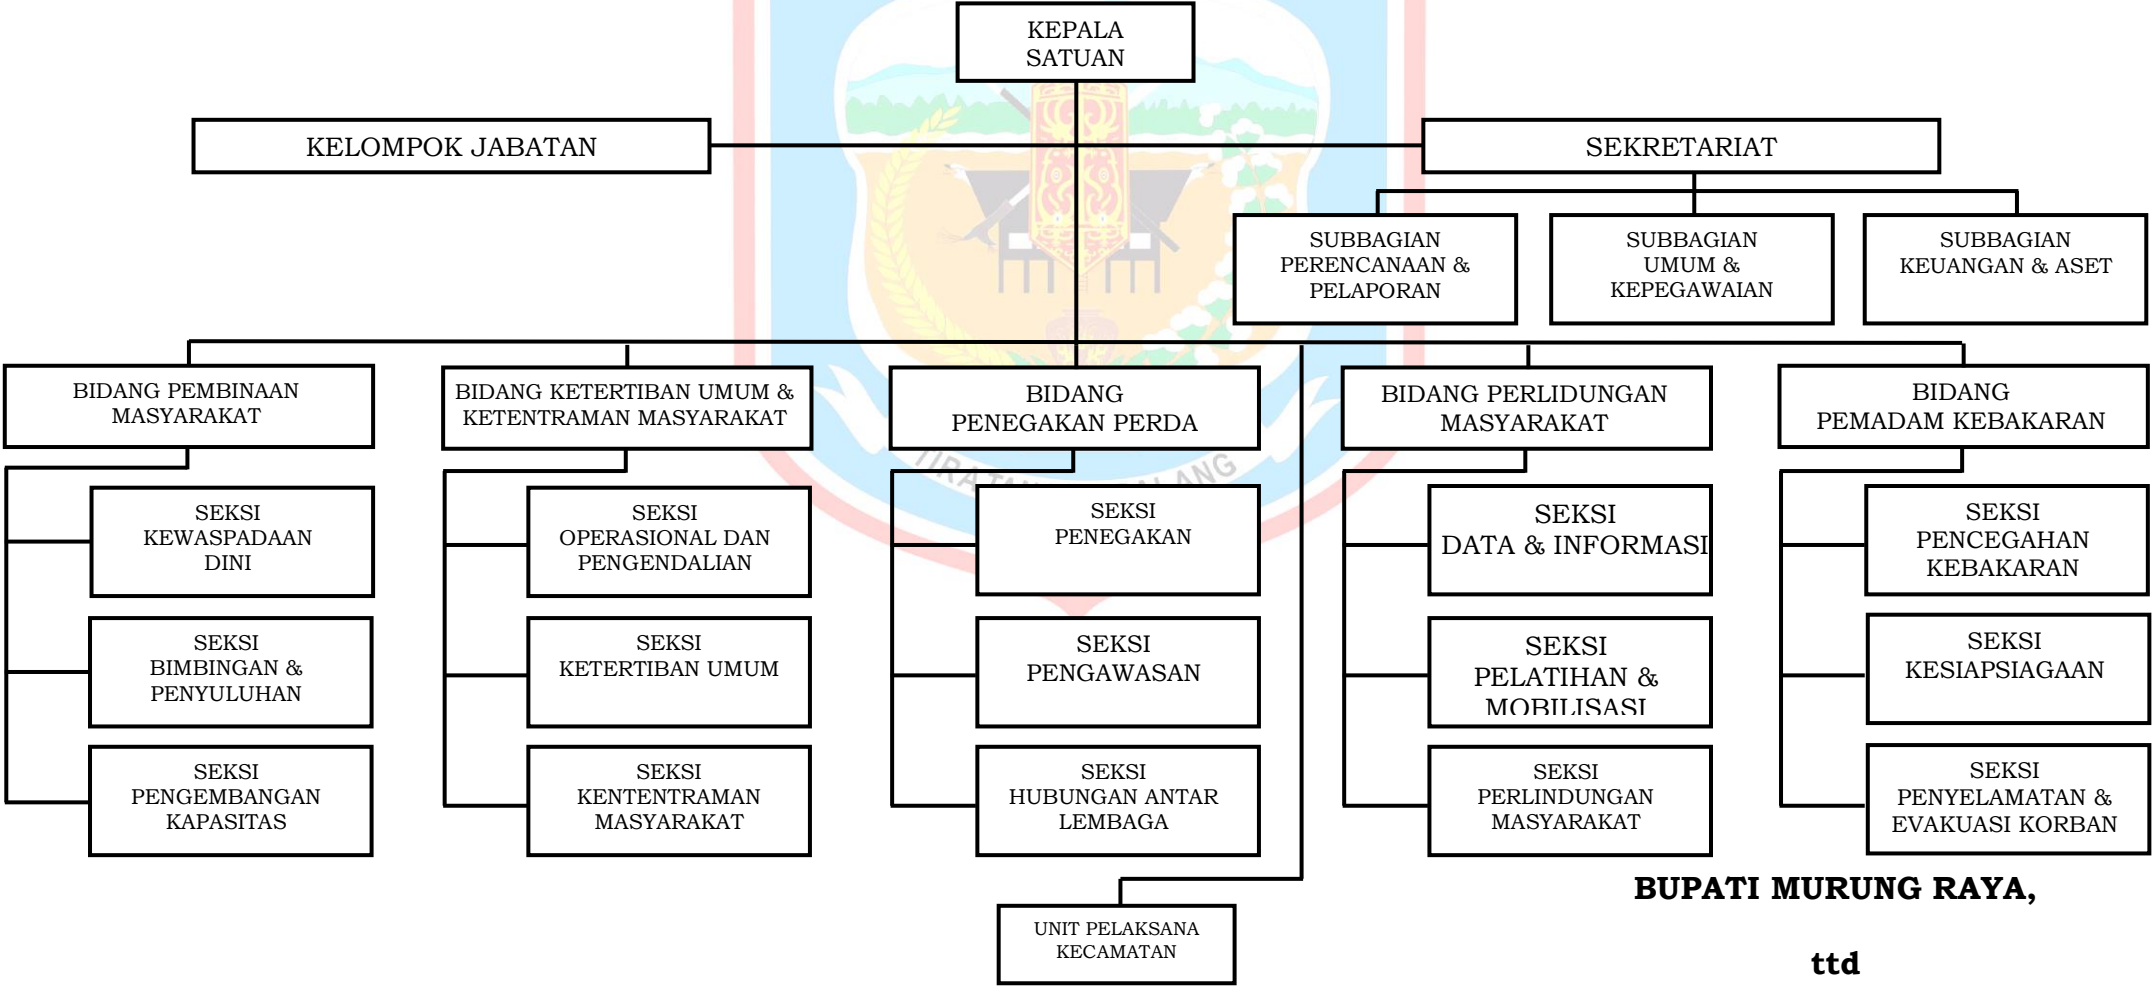 KEPALA
SATUAN
KELOMPOK JABATAN
SEKRETARIAT
SUBBAGIAN
PERENCANAAN &
PELAPORAN
SUBBAGIAN
UMUM &
KEPEGAWAIAN
SUBBAGIAN
KEUANGAN & ASET
BIDANG PEMBINAAN
MASYARAKAT
BIDANG KETERTIBAN UMUM &
KETENTRAMAN MASYARAKAT
BIDANG
PENEGAKAN PERDA
BIDANG PERLIDUNGAN
MASYARAKAT
BIDANG
PEMADAM KEBAKARAN
SEKSI
KEWASPADAAN
DINI
SEKSI
OPERASIONAL DAN
PENGENDALIAN
SEKSI
PENEGAKAN
SEKSI
DATA & INFORMASI
SEKSI
PENCEGAHAN
KEBAKARAN
SEKSI
BIMBINGAN &
PENYULUHAN
SEKSI
KETERTIBAN UMUM
SEKSI
PENGAWASAN
SEKSI
PELATIHAN &
MOBILISASI
SEKSI
KESIAPSIAGAAN
SEKSI
PENGEMBANGAN
KAPASITAS
SEKSI
KENTENTRAMAN
MASYARAKAT
SEKSI
HUBUNGAN ANTAR
LEMBAGA
SEKSI
PERLINDUNGAN
MASYARAKAT
SEKSI
PENYELAMATAN &
EVAKUASI KORBAN
UNIT PELAKSANA
KECAMATAN
BUPATI MURUNG RAYA,
ttd